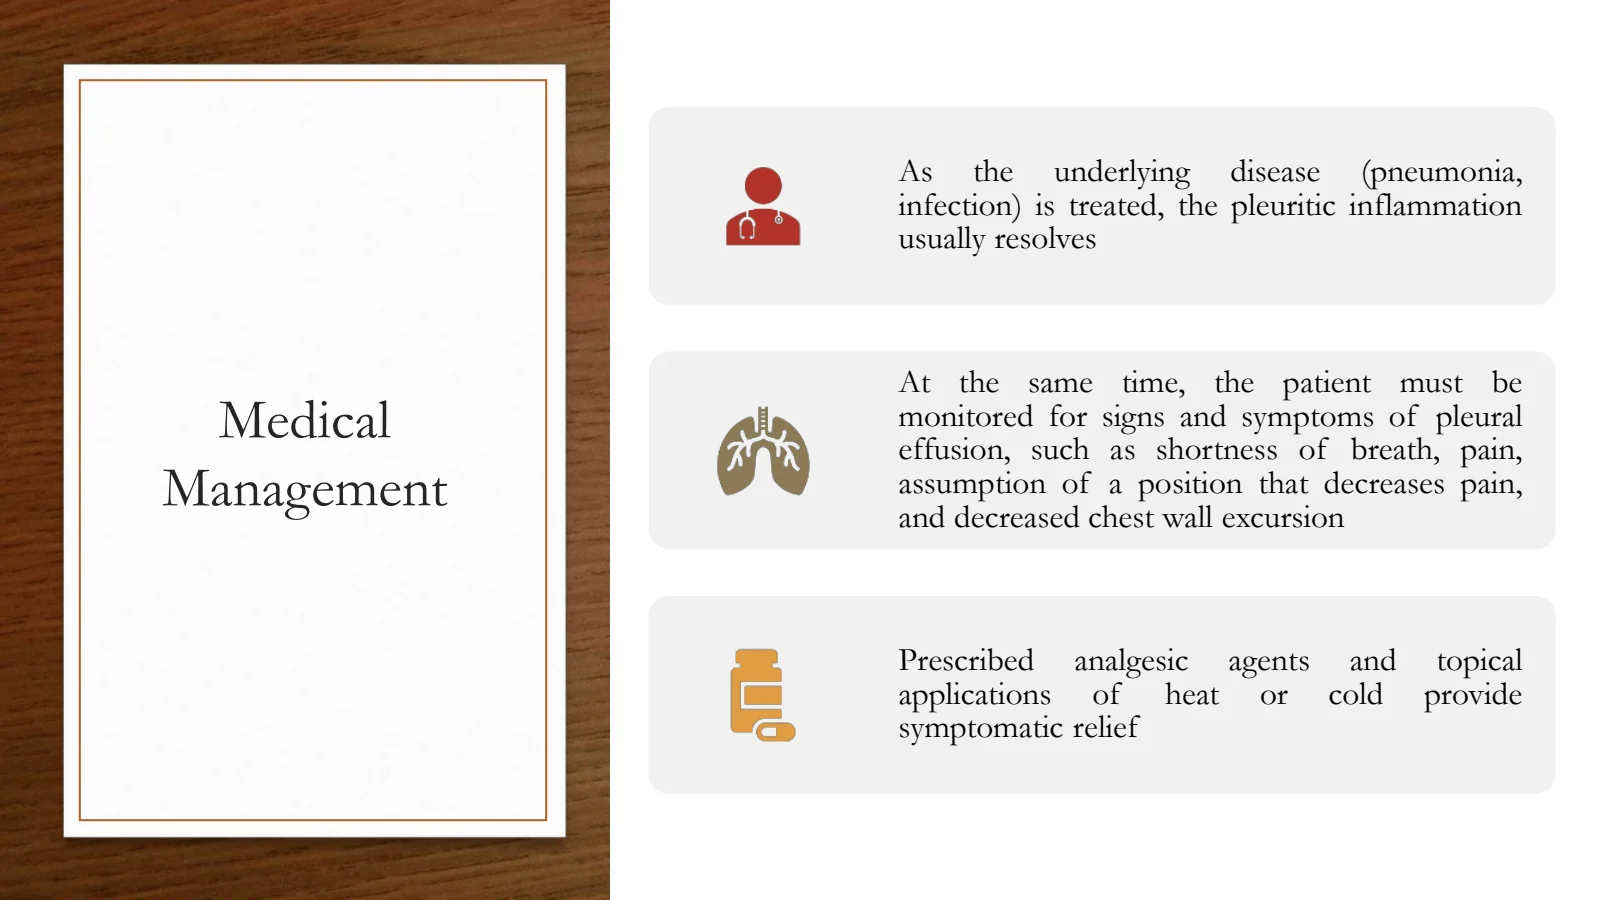 Medical
Management
As the underlying disease (pneumonia,
infection) is treated, the pleuritic inflammation
usually resolves
At the same time, the patient must be
monitored for signs and symptoms of pleural
effusion, such as shortness of breath, pain,
assumption of a position that decreases pain,
and decreased chest wall excursion
Prescribed analgesic agents and topical
applications of heat or cold provide
symptomatic relief